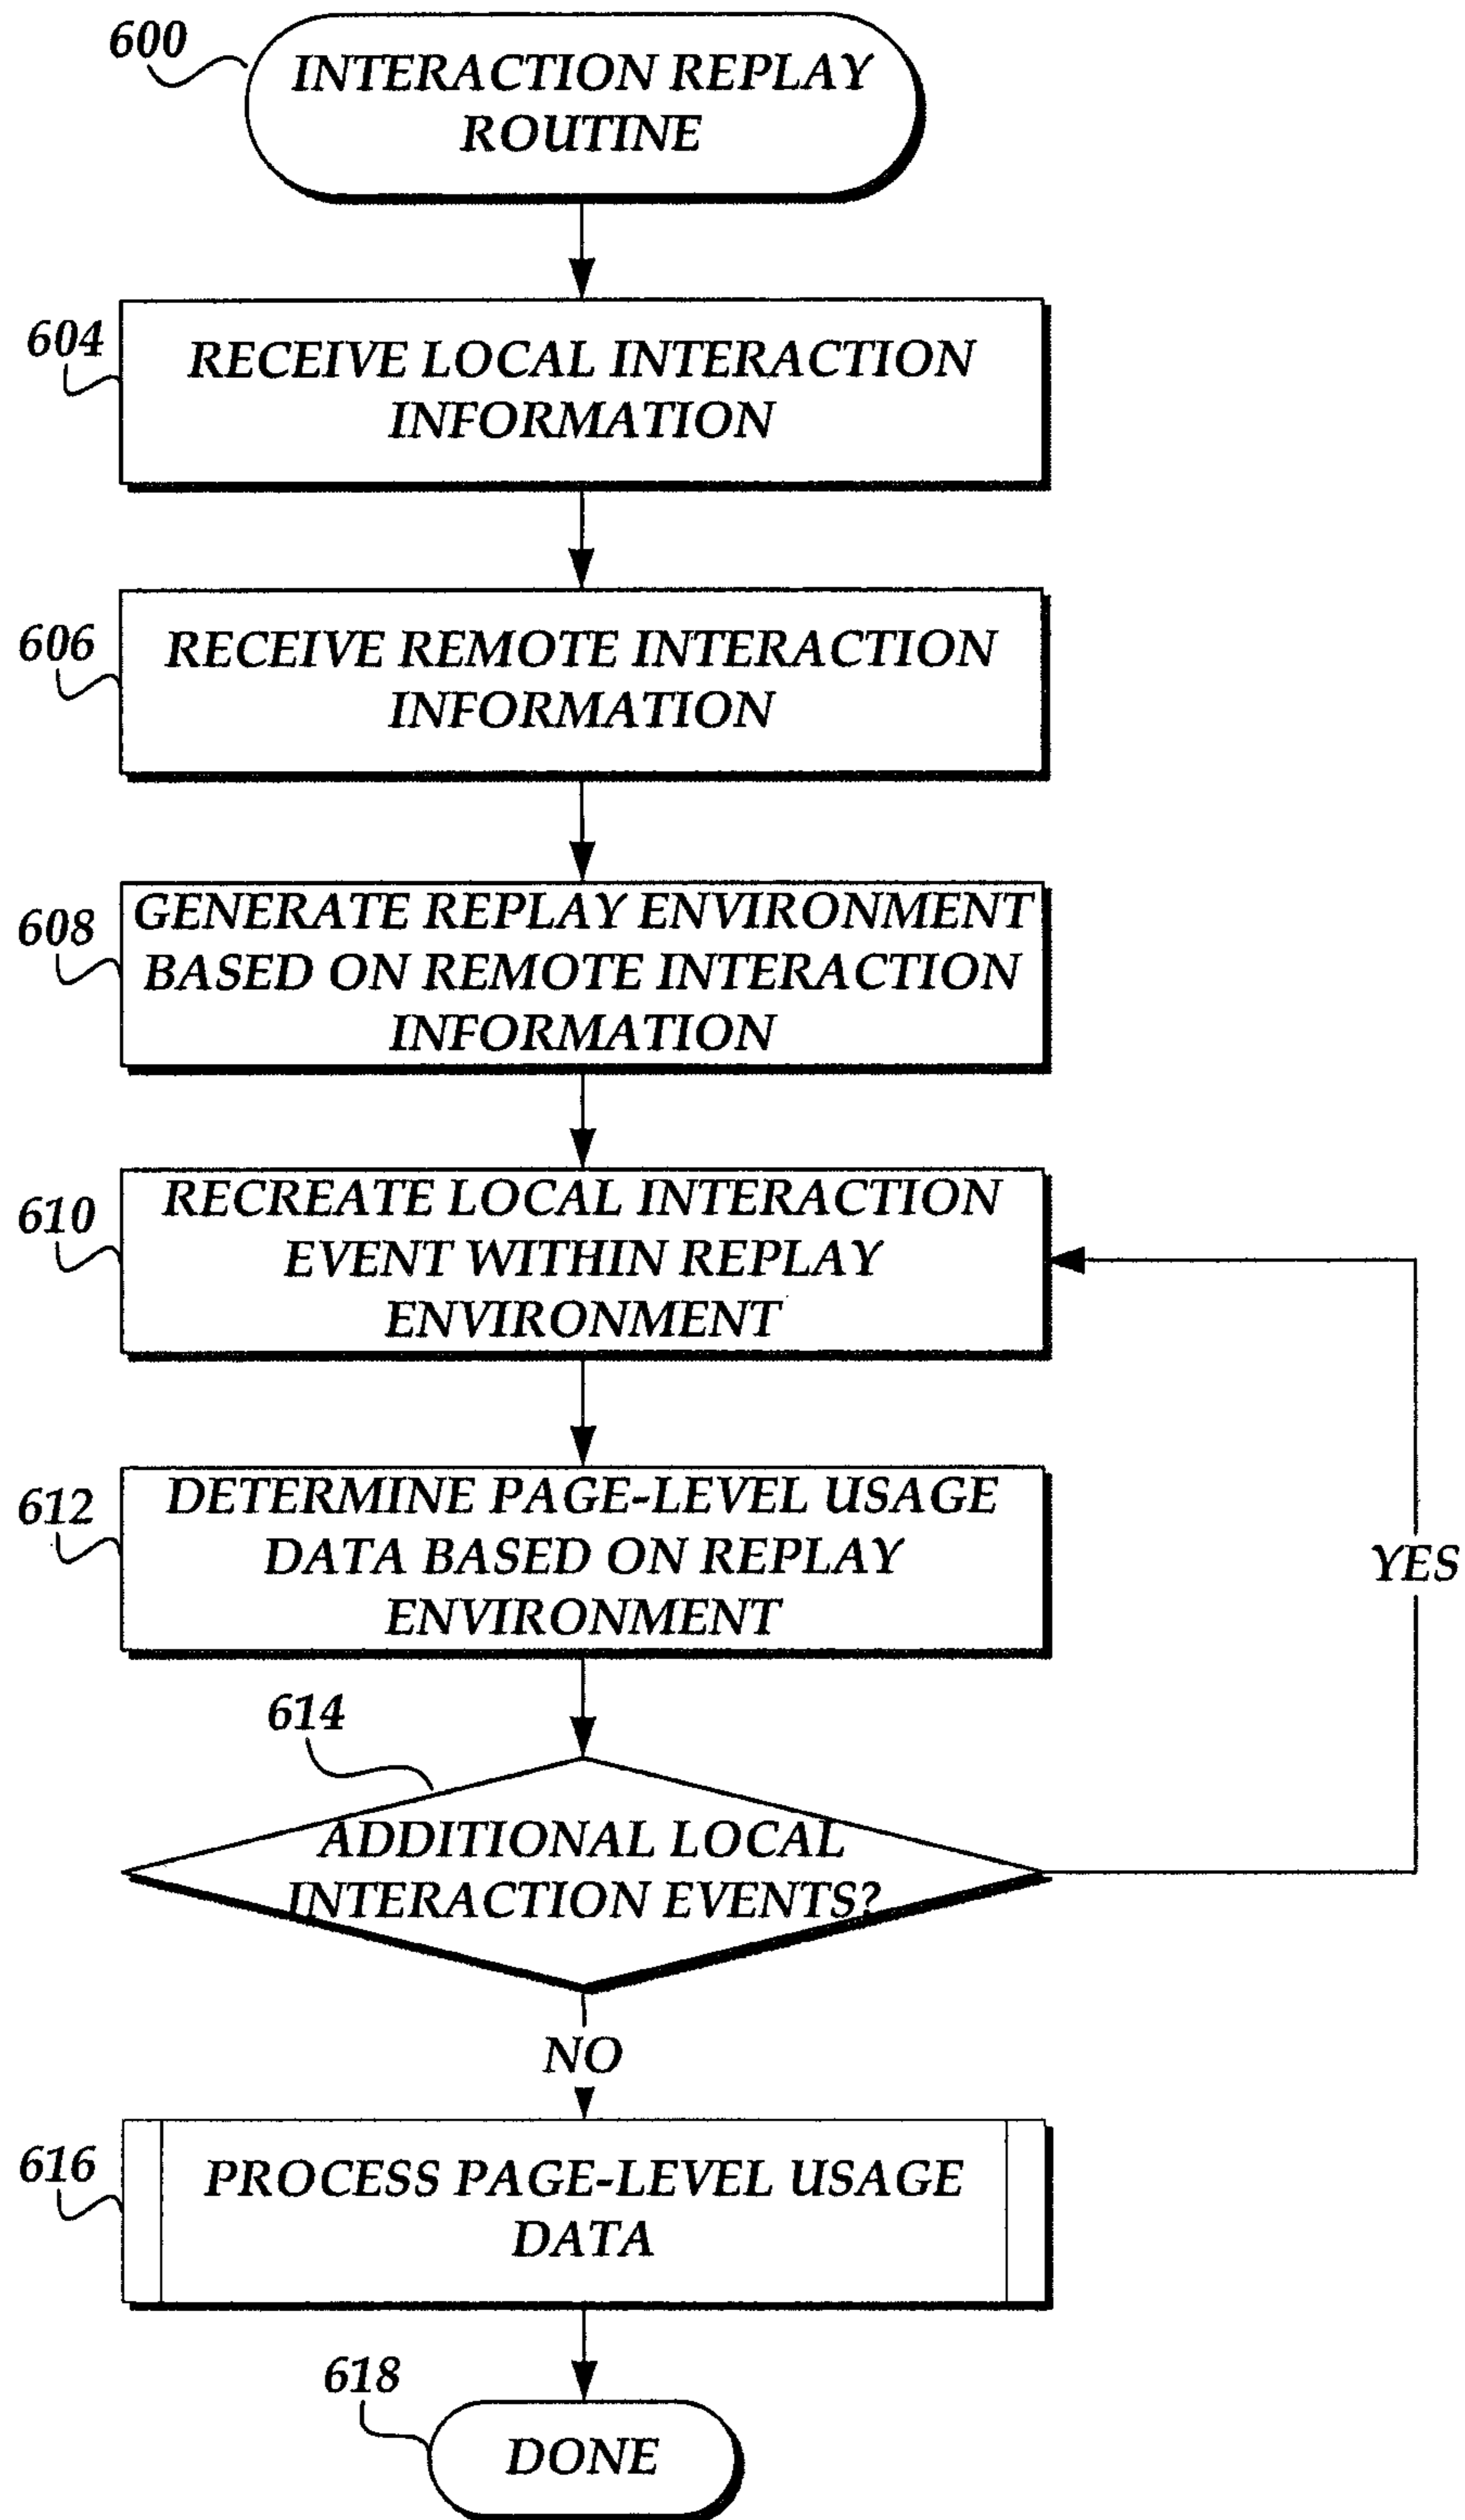 600
INTERACTION REPLAY
ROUTINE
604
RECEIVE LOCAL INTERACTION
INFORMATION
606
RECEIVE REMOTE INTERACTION
INFORMATION
608
GENERATE REPLAY ENVIRONMENT
BASED ON REMOTE INTERACTION
INFORMATION
610
RECREATE LOCAL INTERACTION
EVENT WITHIN REPLAY
ENVIRONMENT
612
DETERMINE PAGE-LEVEL USAGE
DATA BASED ON REPLAY
ENVIRONMENT
YES
614
ADDITIONAL LOCAL
INTERACTION EVENTS?
NO
616
PROCESS PAGE-LEVEL USAGE
DATA
618
DONE